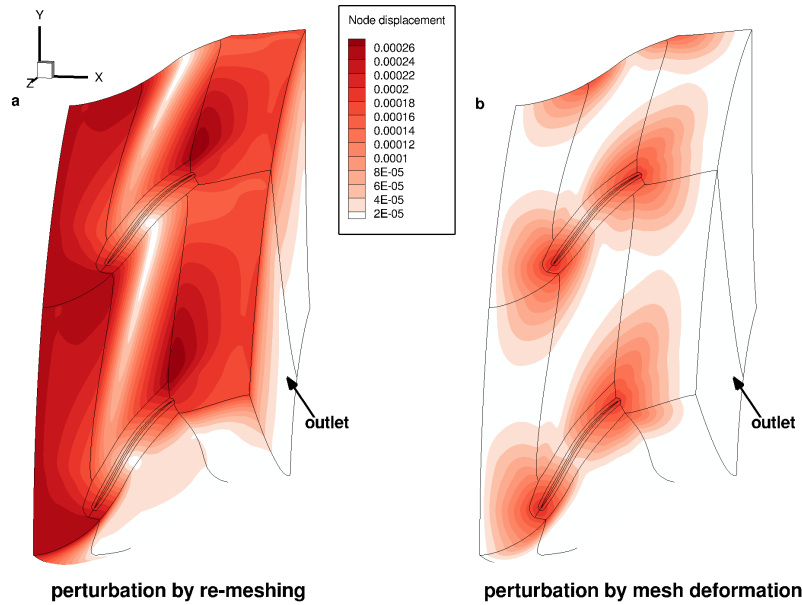 Y
Z
X
a
Node displacement
0.00026
0.00024
0.00022
0.0002
0.00018
0.00016
0.00014
0.00012
0.0001
8E-05
6E-05
4E-05
2E-05
b
outlet
outlet
perturbation by re-meshing
perturbation by mesh deformation